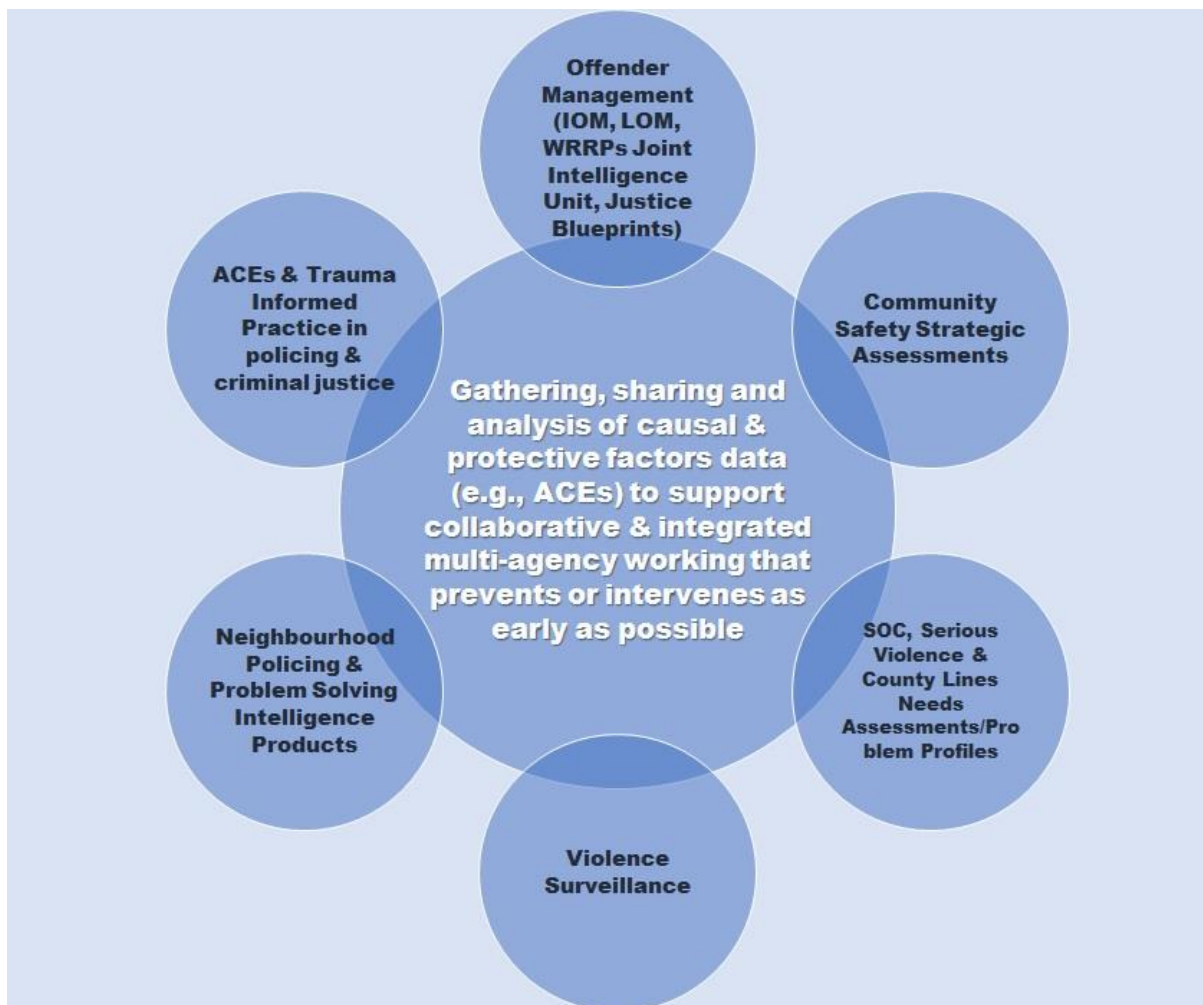 Offender
Management
(IOM, LOM,
WRRPs Joint
Intelligence
Unit, Justice
Blueprints)
ACEs & Trauma
Informed
Practice in
policing &
criminal justice
Community
Safety Strategic
Assessments
Gathering, sharing and
analysis of causal &
protective factors data
(e.g., ACEs) to support
collaborative & integrated
multi-agency working that
prevents or intervenes as
early as possible
Neighbourhood
Policing &
Problem Solving
Intelligence
Products
SOC, Serious
Violence &
County Lines
Needs
Assessments/Pro
blem Profiles
Violence
Surveillance